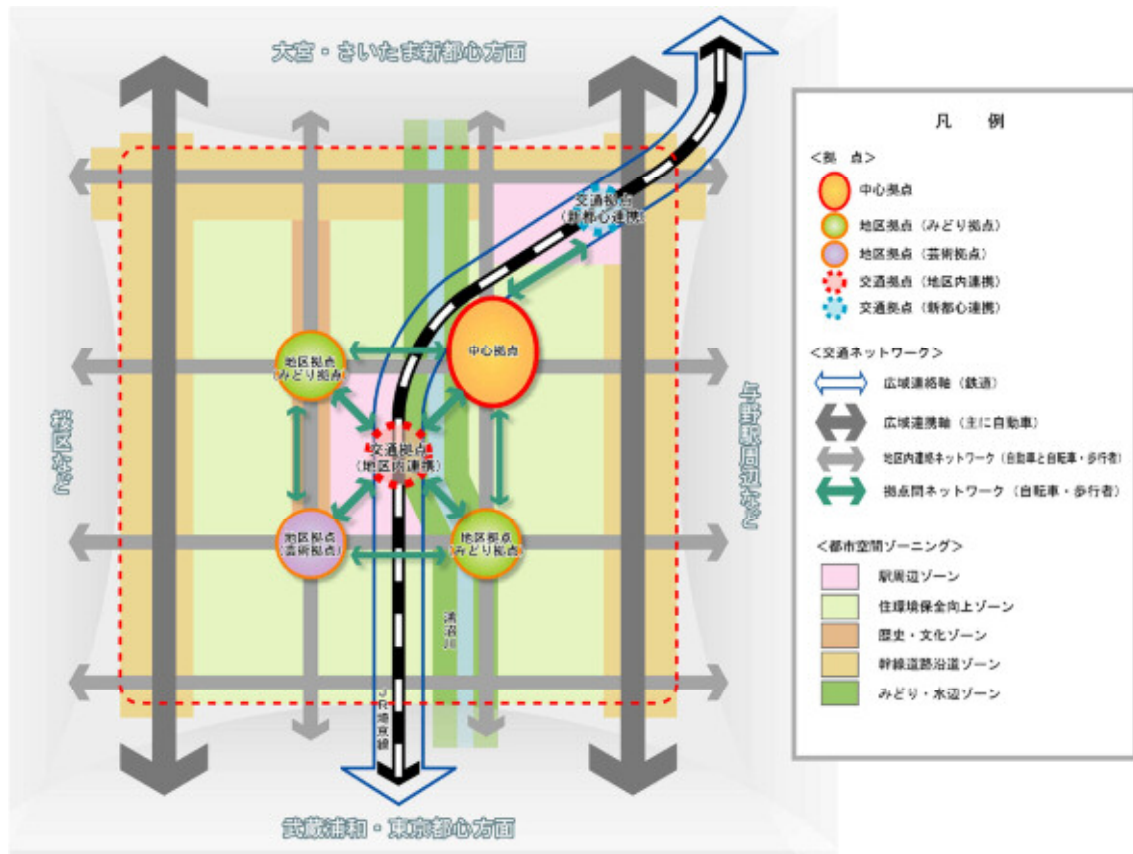 大宮・さいたま新都心方面
交通拠点
(新都心連携)
中心拠点
地区拠点
(みどり拠点)
交通拠点
(地区内連携)
地区拠点
(芸術拠点)
地区拠点
(みどり拠点)
桜区など
与野駅周辺など
鴻沼川
JR埼京線
武蔵浦和・東京都心方面
凡 例
<拠 点>
中心拠点
地区拠点(みどり拠点)
地区拠点(芸術拠点)
交通拠点(地区内連携)
交通拠点(新都心連携)
<交通ネットワーク>
広域連絡軸(鉄道)
広域連携軸(主に自動車)
地区内連絡ネットワーク(自動車と自転車・歩行者)
拠点間ネットワーク(自転車・歩行者)
<都市空間ゾーニング>
駅周辺ゾーン
住環境保全向上ゾーン
歴史・文化ゾーン
幹線道路沿道ゾーン
みどり・水辺ゾーン